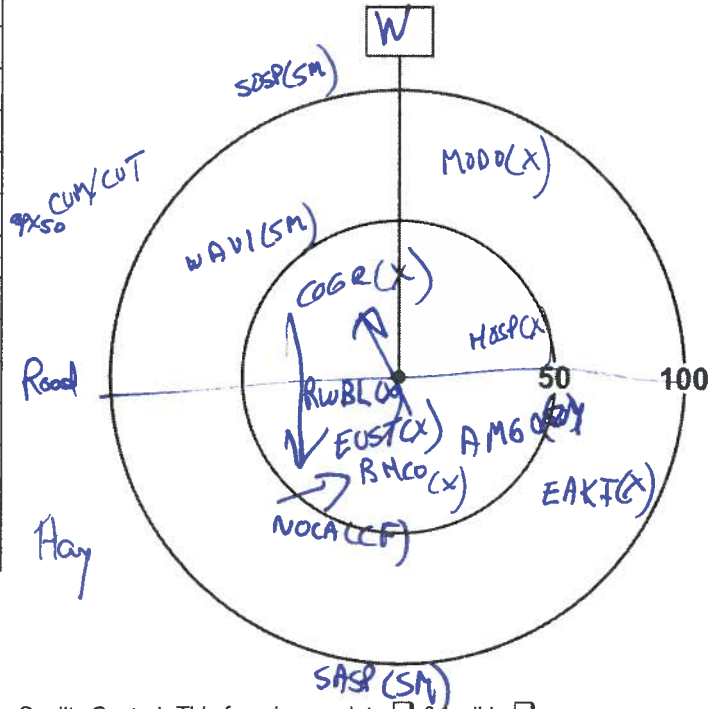 W
SOSP(SM)
MODO(X)
CUM/CUT
WAVI(SM)
COGR(X)
HOSP(X)
Road
50
100
RWBL(X)
EUST(X)
AMGO
BHCO(X)
EAKI(X)
NOCA(CF)
Hay
SASP(SM)